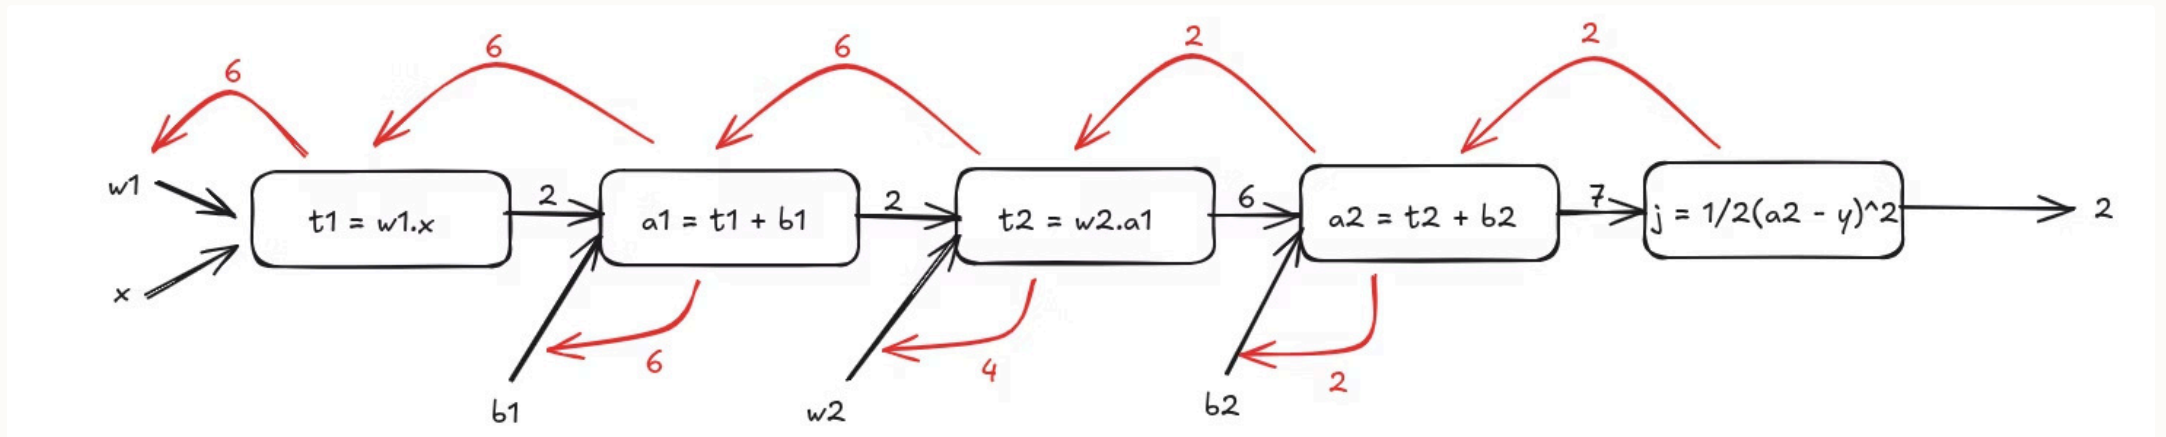 6
6
6
2
2
w1
x
t1 = w1.x
2
a1 = t1 + b1
2
t2 = w2.a1
6
a2 = t2 + b2
7
j = 1/2(a2 - y)^2
2
6
4
2
b1
w2
b2